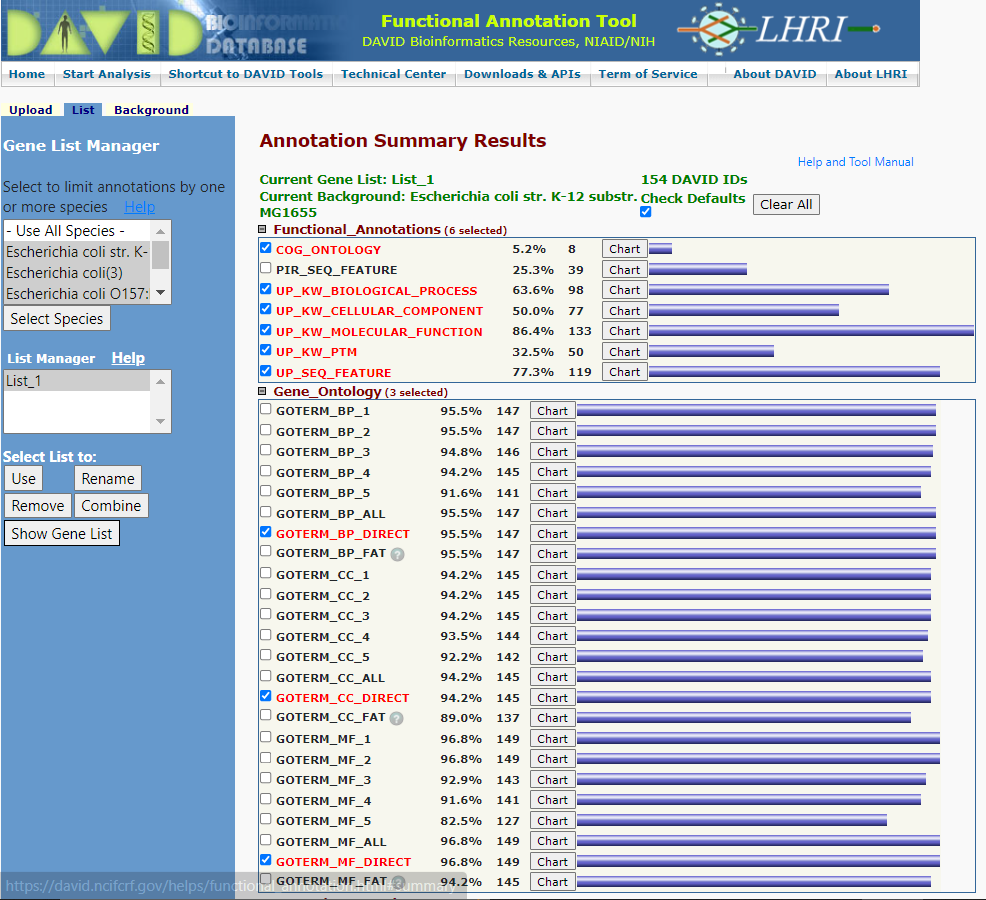 DAVID BIOINFORMATICS DATABASE
Functional Annotation Tool
DAVID Bioinformatics Resources, NIAID/NIH
LHRI
Home Start Analysis Shortcut to DAVID Tools Technical Center Downloads & APIs Term of Service About DAVID About LHRI
Upload List Background
Gene List Manager
Select to limit annotations by one
or more species Help
- Use All Species -
Escherichia coli str. K-
Escherichia coli(3)
Escherichia coli O157:
Select Species
List Manager Help
List_1
Select List to:
Use Rename
Remove Combine
Show Gene List
Annotation Summary Results
Help and Tool Manual
Current Gene List: List_1 154 DAVID IDs
Current Background: Escherichia coli str. K-12 substr. Check Defaults Clear All
MG1655
Functional_Annotations (6 selected)
COG_ONTOLOGY 5.2% 8 Chart
PIR_SEQ_FEATURE 25.3% 39 Chart
UP_KW_BIOLOGICAL_PROCESS 63.6% 98 Chart
UP_KW_CELLULAR_COMPONENT 50.0% 77 Chart
UP_KW_MOLECULAR_FUNCTION 86.4% 133 Chart
UP_KW_PTM 32.5% 50 Chart
UP_SEQ_FEATURE 77.3% 119 Chart
Gene_Ontology (3 selected)
GOTERM_BP_1 95.5% 147 Chart
GOTERM_BP_2 95.5% 147 Chart
GOTERM_BP_3 94.8% 146 Chart
GOTERM_BP_4 94.2% 145 Chart
GOTERM_BP_5 91.6% 141 Chart
GOTERM_BP_ALL 95.5% 147 Chart
GOTERM_BP_DIRECT 95.5% 147 Chart
GOTERM_BP_FAT ? 95.5% 147 Chart
GOTERM_CC_1 94.2% 145 Chart
GOTERM_CC_2 94.2% 145 Chart
GOTERM_CC_3 94.2% 145 Chart
GOTERM_CC_4 93.5% 144 Chart
GOTERM_CC_5 92.2% 142 Chart
GOTERM_CC_ALL 94.2% 145 Chart
GOTERM_CC_DIRECT 94.2% 145 Chart
GOTERM_CC_FAT ? 89.0% 137 Chart
GOTERM_MF_1 96.8% 149 Chart
GOTERM_MF_2 96.8% 149 Chart
GOTERM_MF_3 92.9% 143 Chart
GOTERM_MF_4 91.6% 141 Chart
GOTERM_MF_5 82.5% 127 Chart
GOTERM_MF_ALL 96.8% 149 Chart
GOTERM_MF_DIRECT 96.8% 149 Chart
GOTERM_MF_FAT ? 94.2% 145 Chart
https://david.ncifcrf.gov/helps/functional_annotation.html#summary